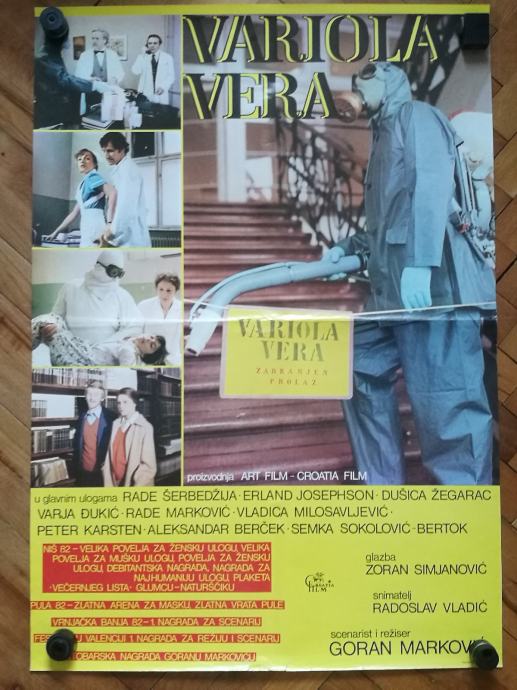 VARIOLA
VERA
VARIOLA
VERA
ZABRANJEN
PROLAZ
proizvodnja ART FILM - CROATIA FILM
u glavnim ulogama RADE ŠERBEDŽIJA · ERLAND JOSEPHSON · DUŠICA ŽEGARAC
VARJA ĐUKIĆ · RADE MARKOVIĆ · VLADICA MILOSAVLJEVIĆ ·
PETER KARSTEN · ALEKSANDAR BERČEK · SEMKA SOKOLOVIĆ - BERTOK
NIŠ 82 - VELIKA POVELJA ZA ŽENSKU ULOGU, VELIKA
POVELJA ZA MUŠKU ULOGU, POVELJA ZA ŽENSKU
ULOGU, DEBITANTSKA NAGRADA, NAGRADA ZA
NAJHUMANIJU ULOGU, PLAKETA
· VEČERNJEG LISTA · GLUMCU - NATURŠČIKU
PULA 82 - ZLATNA ARENA ZA MASKU, ZLATNA VRATA PULE
VRNJAČKA BANJA 82 - 1. NAGRADA ZA SCENARIJ
U VALENCIJI 1. NAGRADA ZA REŽIJU I SCENARIJ
NAGRADA GORANU MARKOVIĆU
CROATIA
FILM
glazba
ZORAN SIMJANOVIĆ
snimatelj
RADOSLAV VLADIĆ
scenarist i režiser
GORAN MARKOVIĆ